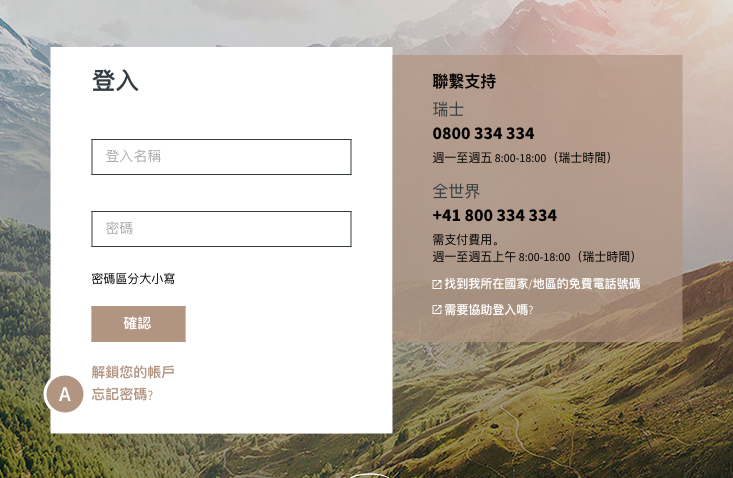 登入
登入名稱
密碼
密碼區分大小寫
確認
解鎖您的帳戶
A
忘記密碼?
聯繫支持
瑞士
0800 334 334
週一至週五 8:00-18:00（瑞士時間）
全世界
+41 800 334 334
需支付費用。
週一至週五上午 8:00-18:00（瑞士時間）
找到我所在國家/地區的免費電話號碼
需要協助登入嗎?